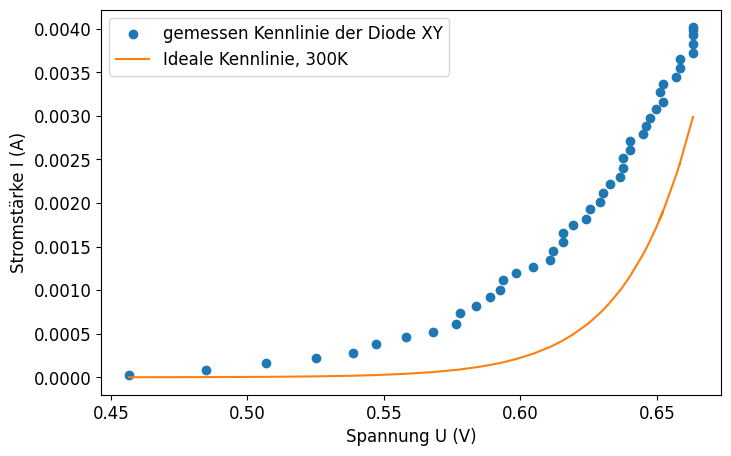 gemessen Kennlinie der Diode XY
Ideale Kennlinie, 300K
Stromstärke I (A)
0.0040
0.0035
0.0030
0.0025
0.0020
0.0015
0.0010
0.0005
0.0000
0.45 0.50 0.55 0.60 0.65
Spannung U (V)